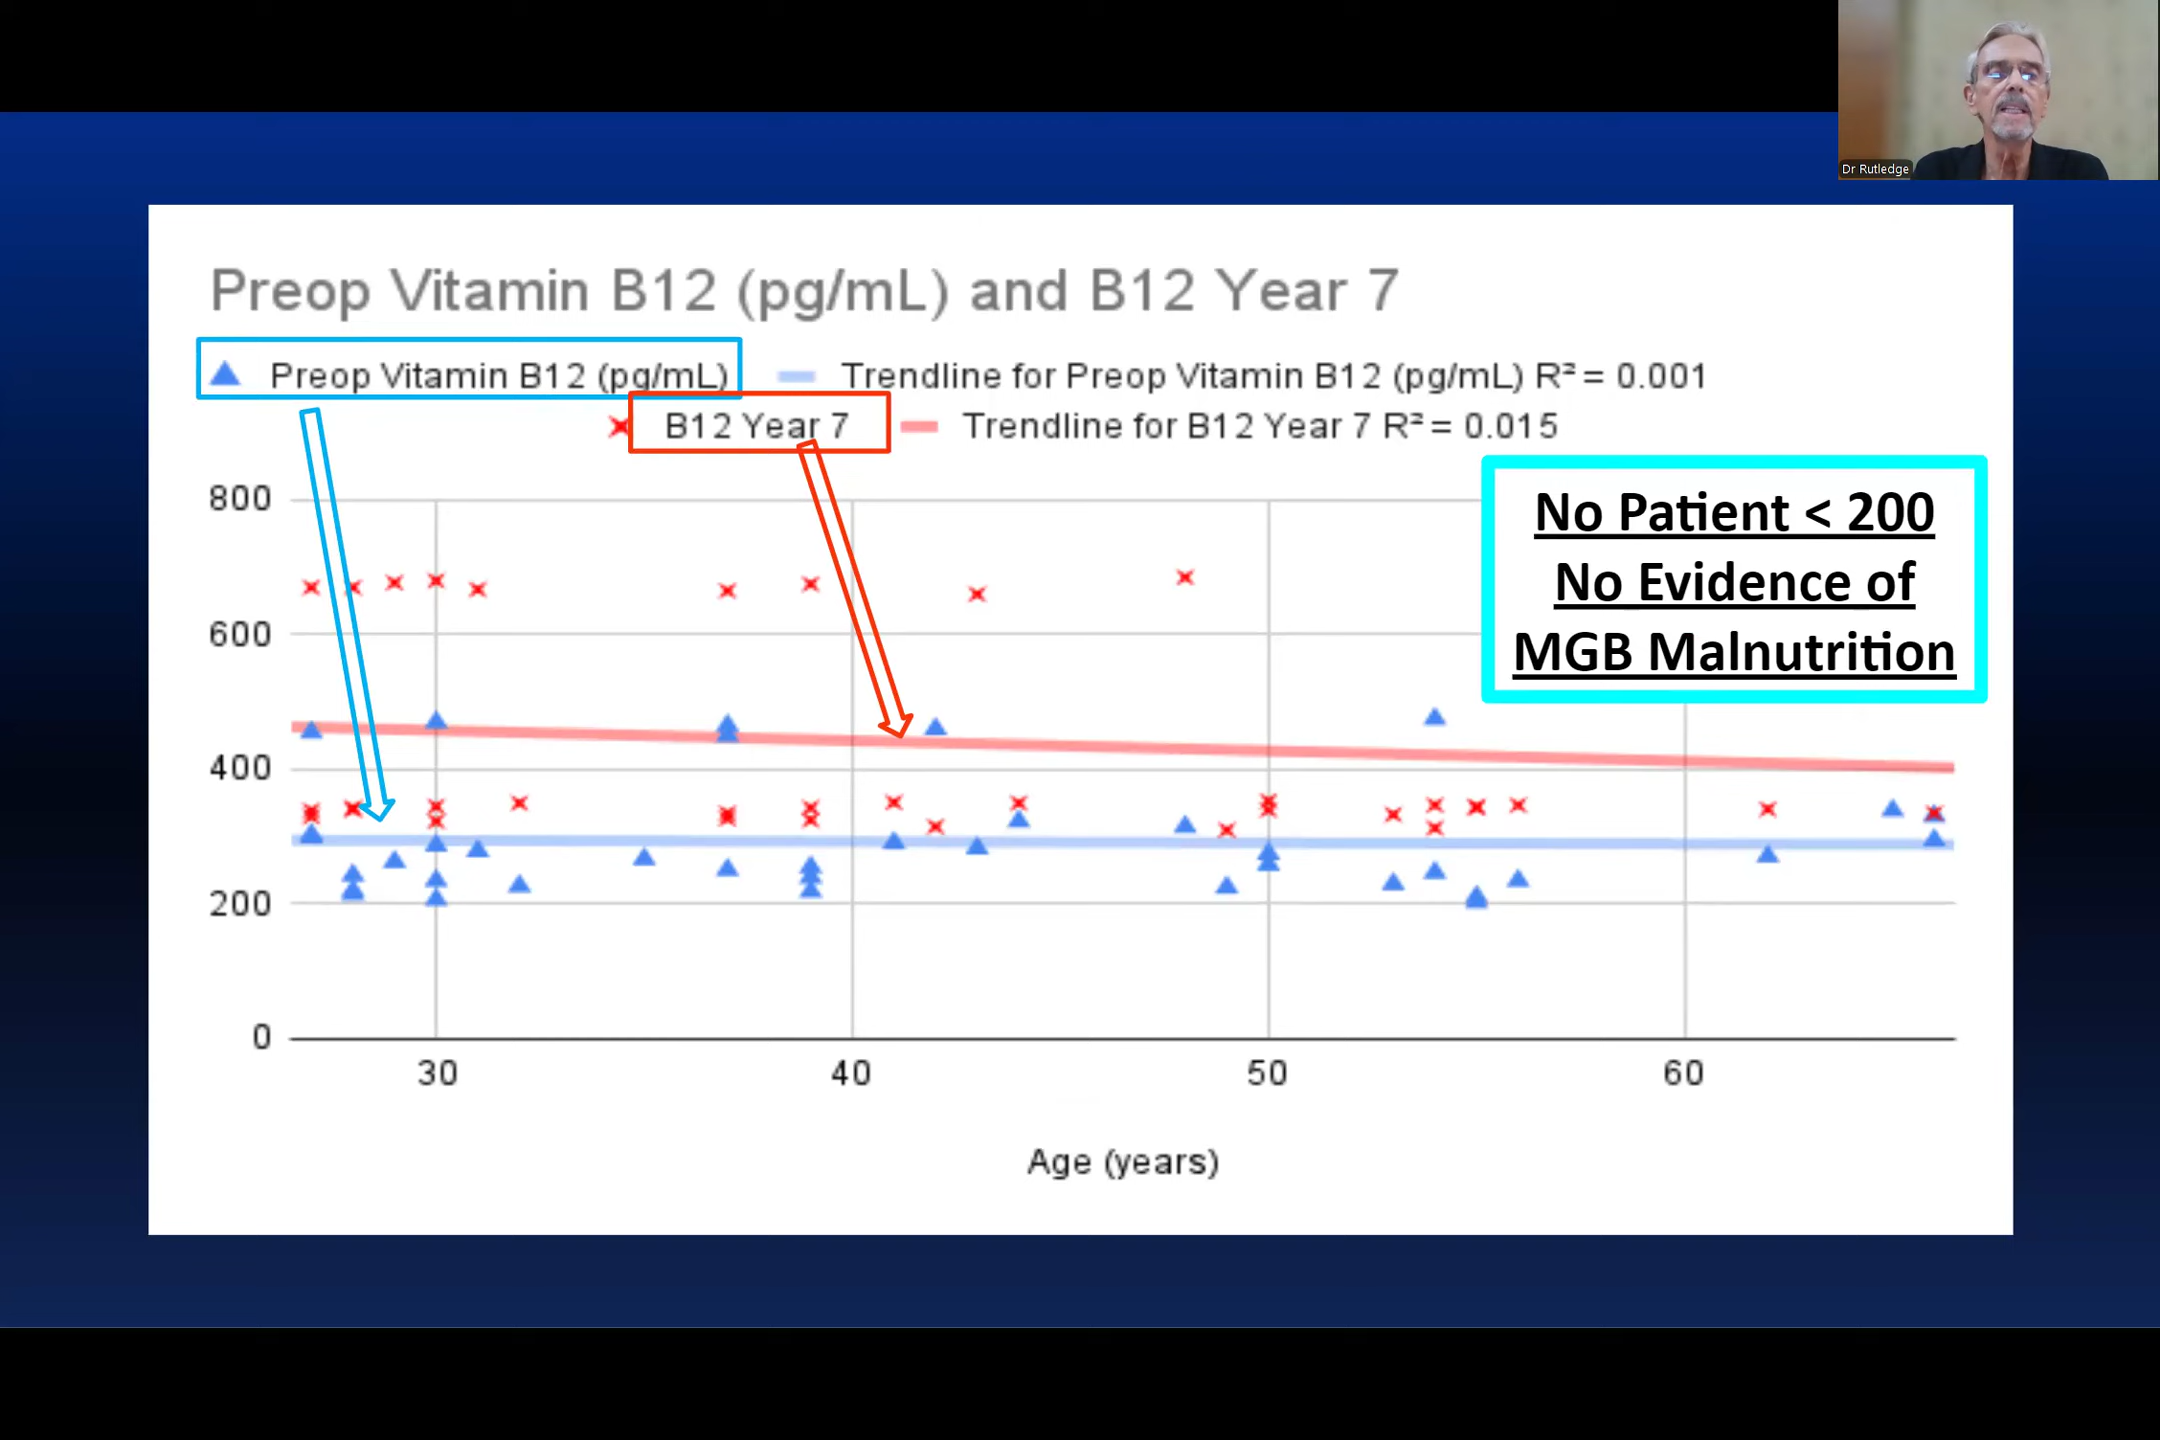 Dr Rutledge
Preop Vitamin B12 (pg/mL) and B12 Year 7
Preop Vitamin B12 (pg/mL) Trendline for Preop Vitamin B12 (pg/mL) R² = 0.001
B12 Year 7 Trendline for B12 Year 7 R² = 0.015
No Patient < 200
No Evidence of
MGB Malnutrition
800
600
400
200
0
30 40 50 60
Age (years)